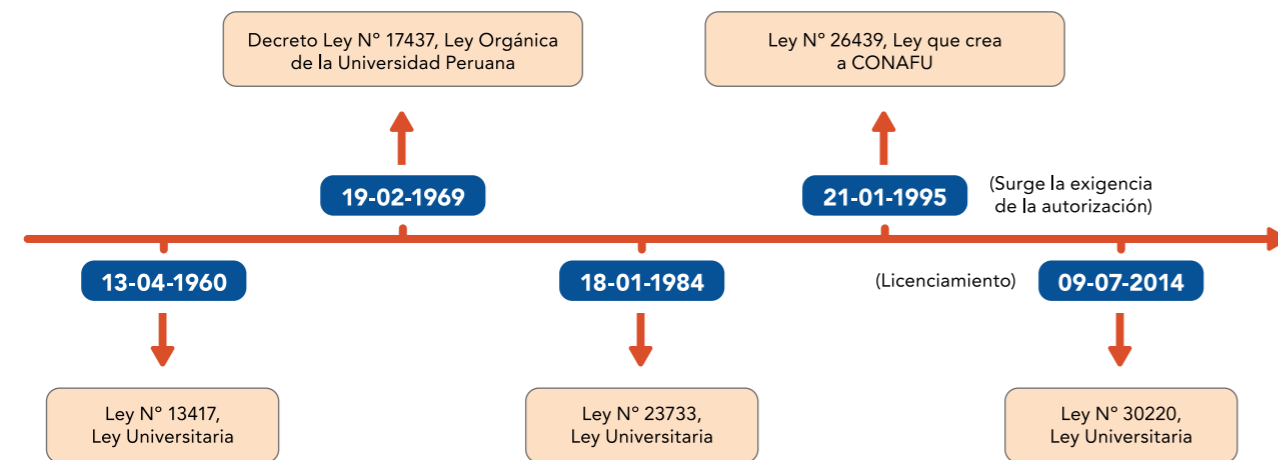 Decreto Ley N° 17437, Ley Orgánica
de la Universidad Peruana
Ley N° 26439, Ley que crea
a CONAFU
19-02-1969
21-01-1995
(Surge la exigencia
de la autorización)
13-04-1960
18-01-1984
(Licenciamiento)
09-07-2014
Ley N° 13417,
Ley Universitaria
Ley N° 23733,
Ley Universitaria
Ley N° 30220,
Ley Universitaria